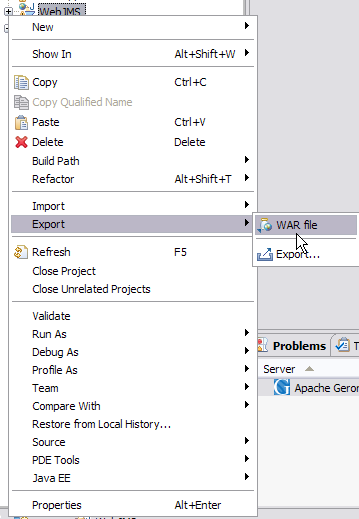 WebJMS
New
Show In Alt+Shift+W
Copy Ctrl+C
Copy Qualified Name
Paste Ctrl+V
Delete Delete
Build Path
Refactor Alt+Shift+T
Import
Export
WAR file
Refresh F5
Export...
Close Project
Close Unrelated Projects
Validate
Run As
Debug As
Problems
Profile As
Server
Team
Apache Gero
Compare With
Restore from Local History...
Source
PDE Tools
Java EE
Properties Alt+Enter